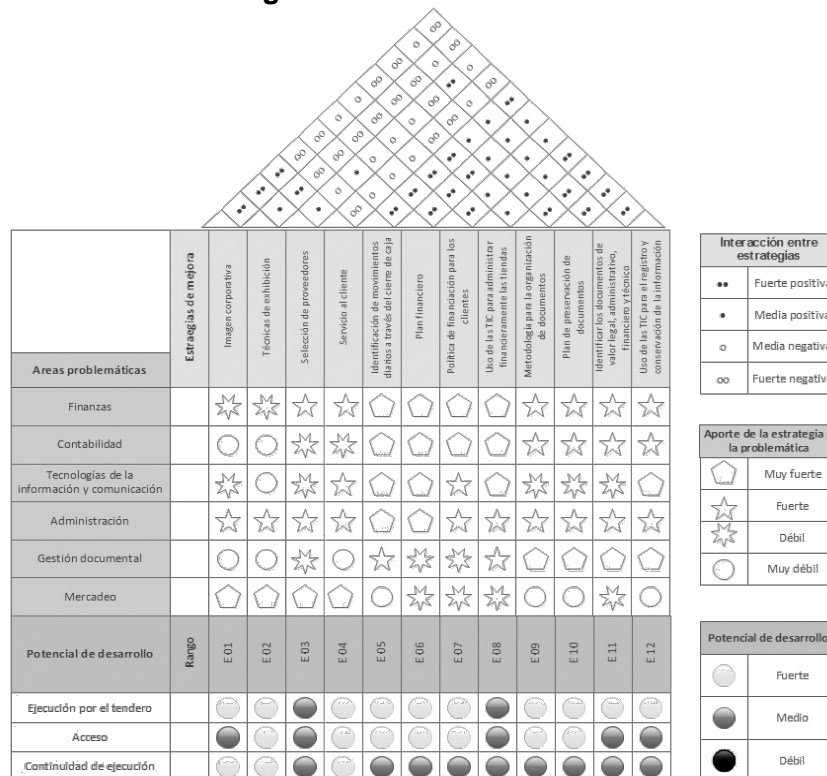 Interacción entre
estrategias
Fuerte positiva
Media positiva
Media negativa
Fuerte negativa
Estraegias de mejora
Imagen corporativa
Técnicas de exhibición
Selección de proveedores
Servicio al cliente
Identificación de movimientos
diarios a través del cierre de caja
Plan financiero
Política de financiación para los
clientes
Uso de las TIC para administrar
financieramente las tiendas
Metodología para la organización
de documentos
Plan de preservación de
documentos
Identificar los documentos de
valor legal, administrativo,
financiero y técnico
Uso de las TIC para el registro y
conservación de la información
Areas problemáticas
Finanzas
Contabilidad
Tecnologías de la
información y comunicación
Administración
Gestión documental
Mercadeo
Aporte de la estrategia
la problemática
Muy fuerte
Fuerte
Débil
Muy débil
Potencial de desarrollo
Rango
E 01
E 02
E 03
E 04
E 05
E 06
E 07
E 08
E 09
E 10
E 11
E 12
Ejecución por el tendero
Acceso
Continuidad de ejecución
Potencial de desarrollo
Fuerte
Medio
Débil